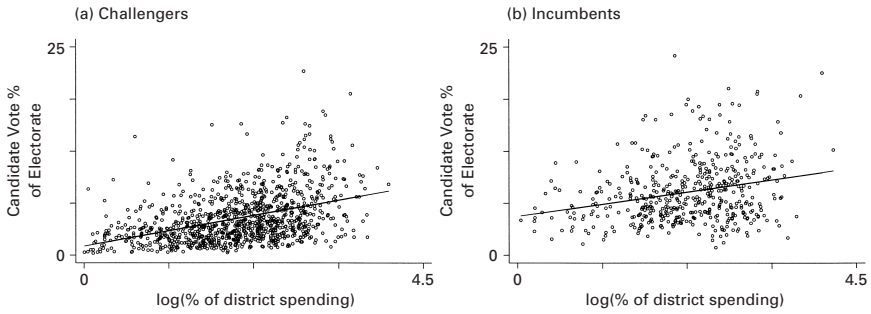 (a) Challengers
25
Candidate Vote %
of Electorate
0
0
4.5
log(% of district spending)
(b) Incumbents
25
Candidate Vote %
of Electorate
0
0
4.5
log(% of district spending)